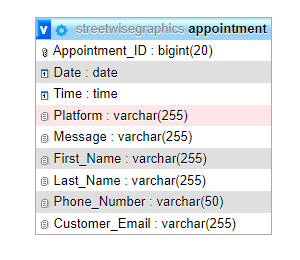 v streetwisegraphics appointment
Appointment_ID : bigint(20)
Date : date
Time : time
Platform : varchar(255)
Message : varchar(255)
First_Name : varchar(255)
Last_Name : varchar(255)
Phone_Number : varchar(50)
Customer_Email : varchar(255)